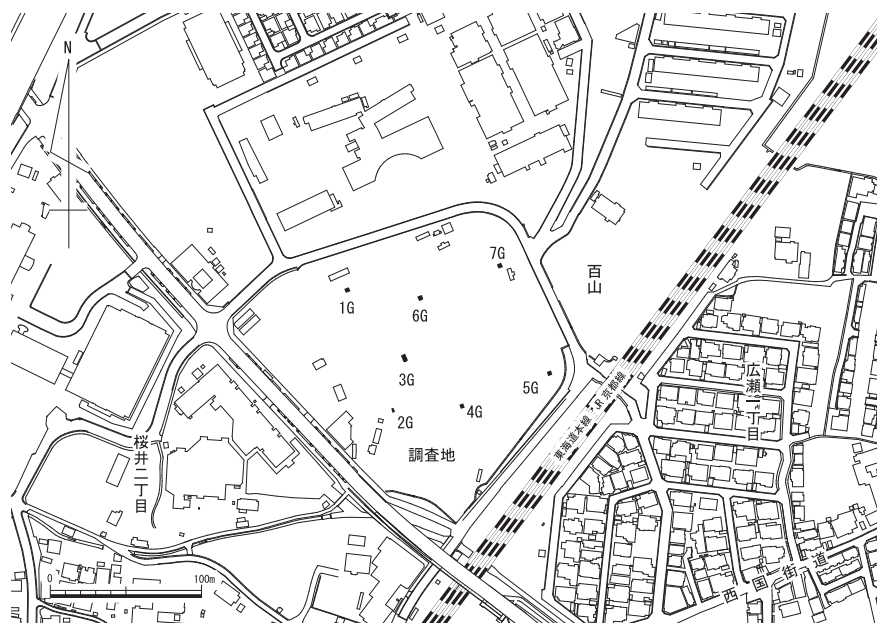 N
7G
百山
1G
6G
3G
5G
広瀬二丁目
東海道本線・JR京都線
2G
4G
調査地
桜井二丁目
0
100m
西国街道